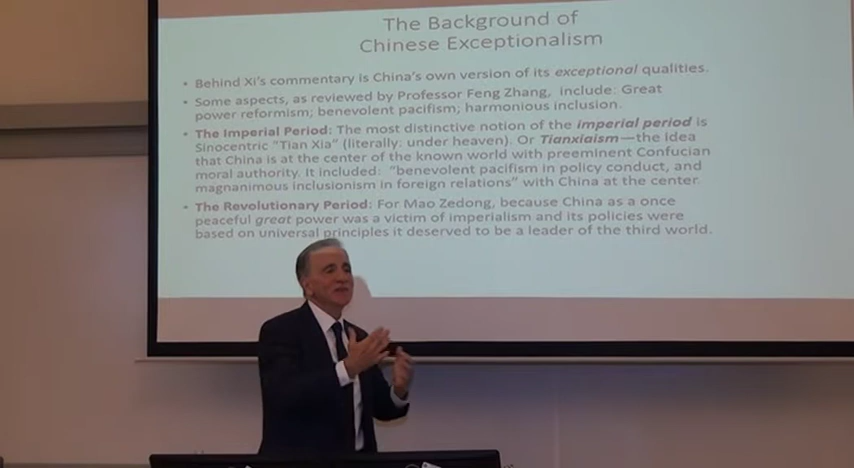 The Background of
Chinese Exceptionalism
• Behind Xi's commentary is China's own version of its exceptional qualities.
• Some aspects, as reviewed by Professor Feng Zhang, include: Great
power reformism; benevolent pacifism; harmonious inclusion.
• The Imperial Period: The most distinctive notion of the imperial period is
Sinocentric "Tian Xia" (literally: under heaven). Or Tianxiaism—the idea
that China is at the center of the known world with preeminent Confucian
moral authority. It included: "benevolent pacifism in policy conduct, and
magnanimous inclusionism in foreign relations" with China at the center
• The Revolutionary Period: For Mao Zedong, because China as a once
peaceful great power was a victim of imperialism and its policies were
based on universal principles it deserved to be a leader of the third world.